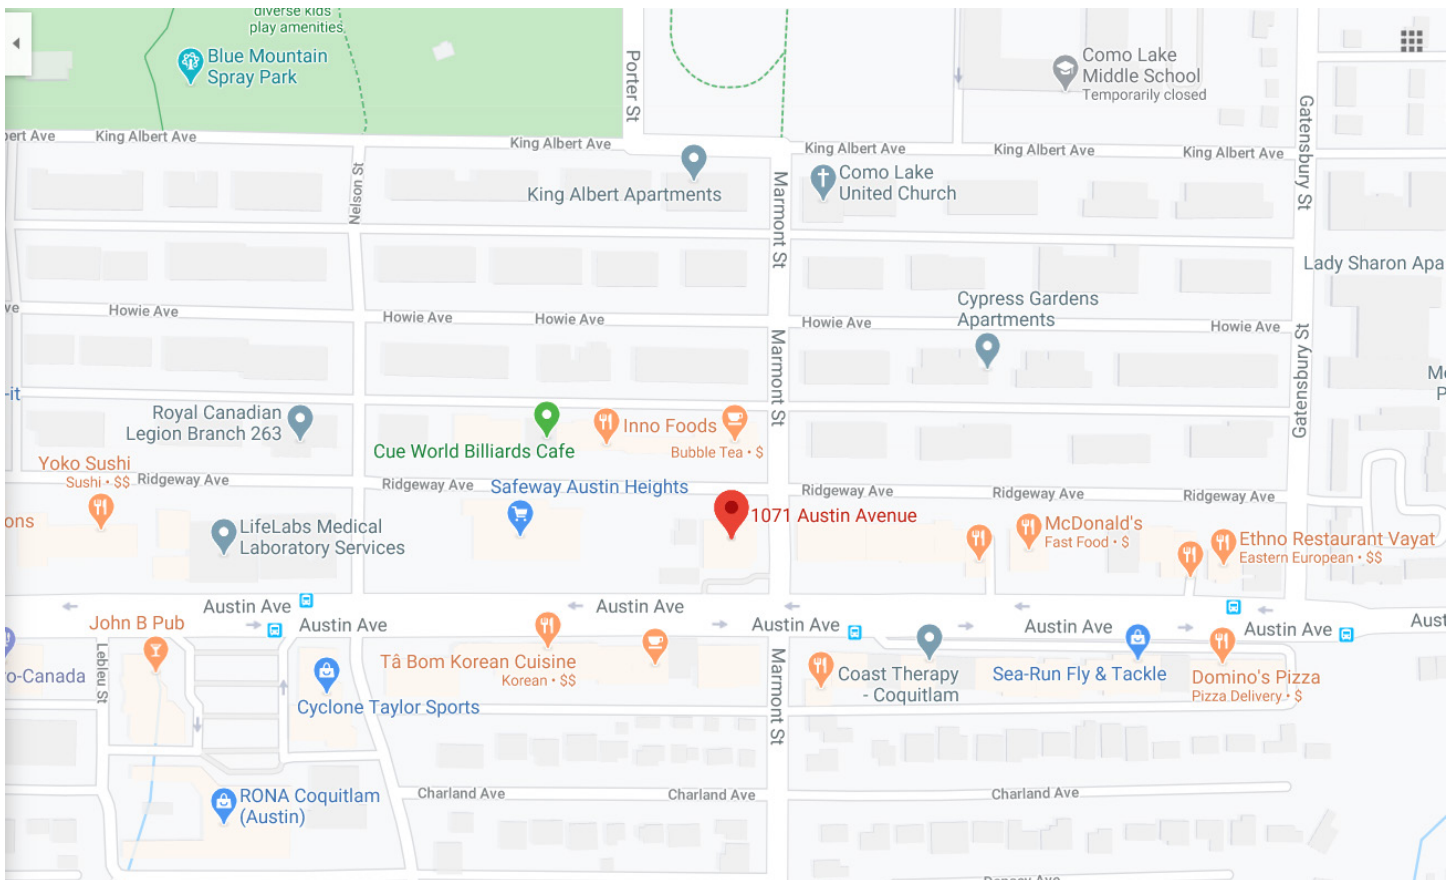 diverse kids
play amenities
Blue Mountain
Spray Park
Porter St
Como Lake
Middle School
Temporarily closed
Gatensbury St
bert Ave
King Albert Ave
King Albert Ave
King Albert Ave
King Albert Ave
King Albert Ave
Nelson St
King Albert Apartments
Marmont St
Como Lake
United Church
Lady Sharon Apa
ve
Howie Ave
Howie Ave
Howie Ave
Howie Ave
Howie Ave
Cypress Gardens
Apartments
Marmont St
Gatensbury St
-it
Royal Canadian
Legion Branch 263
Cue World Billiards Cafe
Inno Foods
Bubble Tea • $
Yoko Sushi
Sushi • $$
Ridgeway Ave
Ridgeway Ave
Ridgeway Ave
Ridgeway Ave
Ridgeway Ave
Safeway Austin Heights
ons
LifeLabs Medical
Laboratory Services
1071 Austin Avenue
McDonald's
Fast Food • $
Ethno Restaurant Vayat
Eastern European • $$
Austin Ave
Austin Ave
Austin Ave
Austin Ave
Austin Ave
Austin Ave
Aust
John B Pub
Lebleu St
o-Canada
Tâ Bom Korean Cuisine
Korean • $$
Cyclone Taylor Sports
Marmont St
Coast Therapy
- Coquitlam
Sea-Run Fly & Tackle
Domino's Pizza
Pizza Delivery • $
RONA Coquitlam
(Austin)
Charland Ave
Charland Ave
Charland Ave